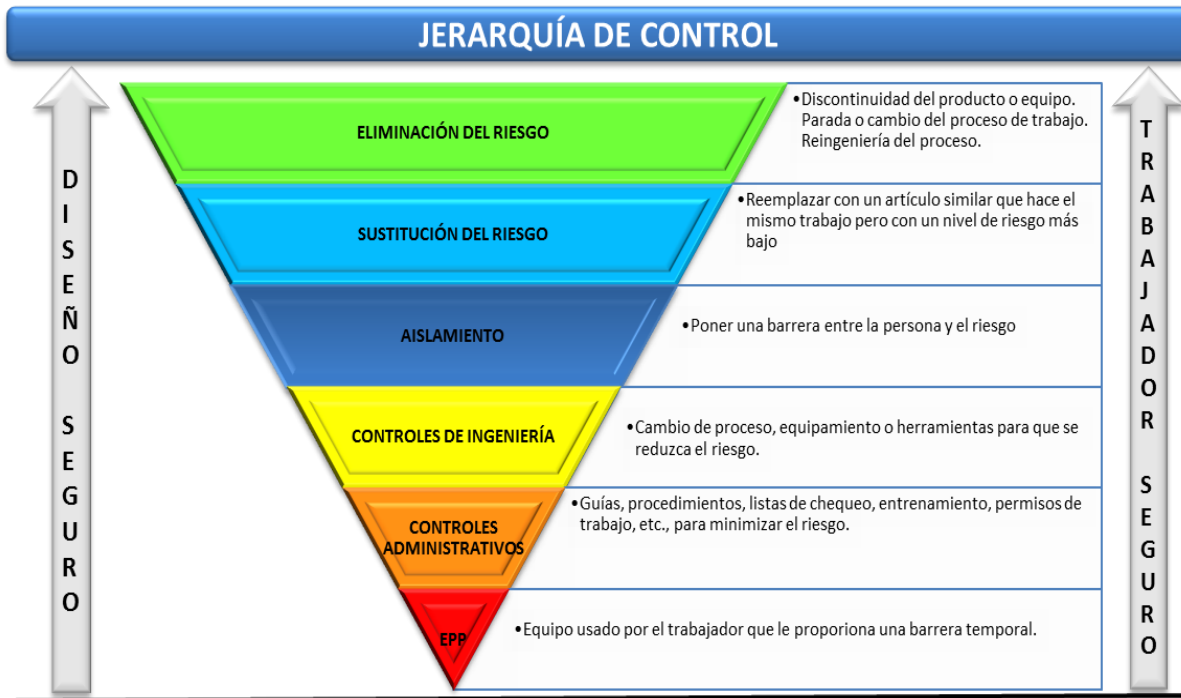 JERARQUÍA DE CONTROL
DISEÑO SEGURO
ELIMINACIÓN DEL RIESGO
•Discontinuidad del producto o equipo.
Parada o cambio del proceso de trabajo.
Reingeniería del proceso.
SUSTITUCIÓN DEL RIESGO
•Reemplazar con un artículo similar que hace el
mismo trabajo pero con un nivel de riesgo más
bajo
AISLAMIENTO
•Poner una barrera entre la persona y el riesgo
CONTROLES DE INGENIERÍA
•Cambio de proceso, equipamiento o herramientas para que se
reduzca el riesgo.
CONTROLES
ADMINISTRATIVOS
•Guías, procedimientos, listas de chequeo, entrenamiento, permisos de
trabajo, etc., para minimizar el riesgo.
EPP
•Equipo usado por el trabajador que le proporiona una barrera temporal.
TRABAJADOR SEGURO